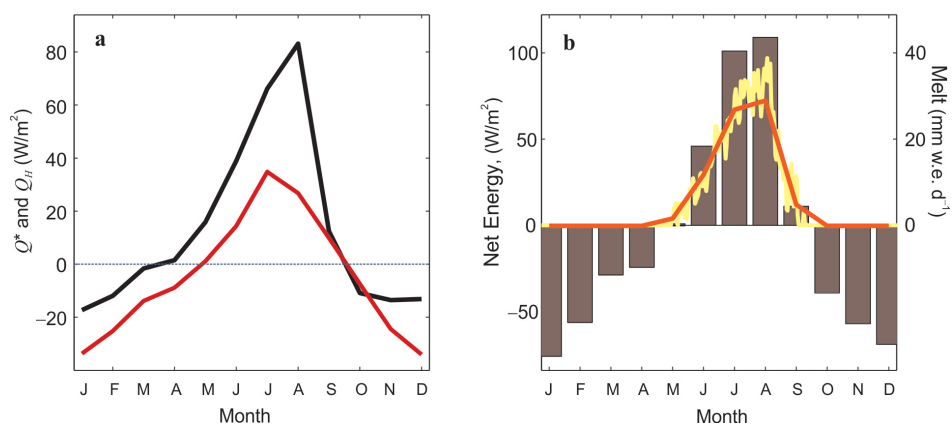 a
80
60
40
20
0
−20
Q* and Q_H (W/m²)
J F M A M J J A S O N D
Month
b
100
50
0
−50
Net Energy, (W/m²)
40
20
0
Melt (mm w.e. d⁻¹)
J F M A M J J A S O N D
Month